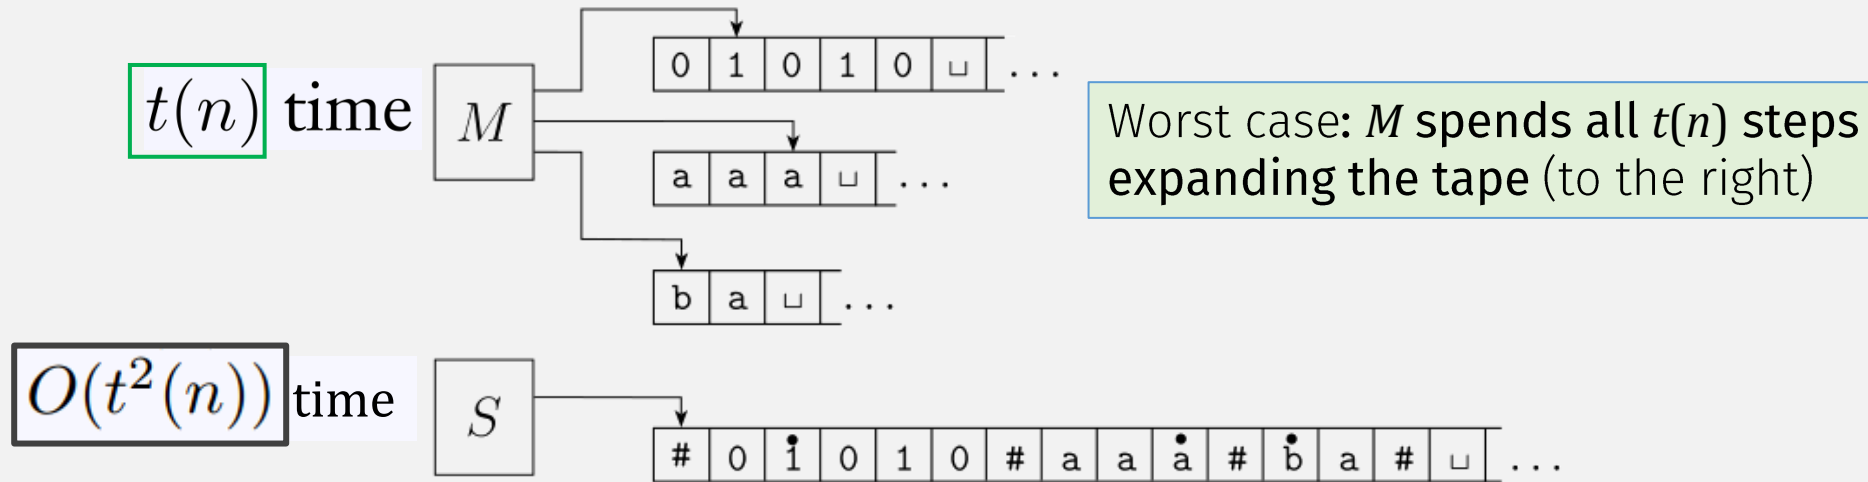 0 1 0 1 0 ␣ ...
t(n) time
M
Worst case: M spends all t(n) steps
expanding the tape (to the right)
a a a ␣ ...
b a ␣ ...
O(t²(n)) time
S
# 0 1̇ 0 1 0 # a a ȧ # ḃ a # ␣ ...